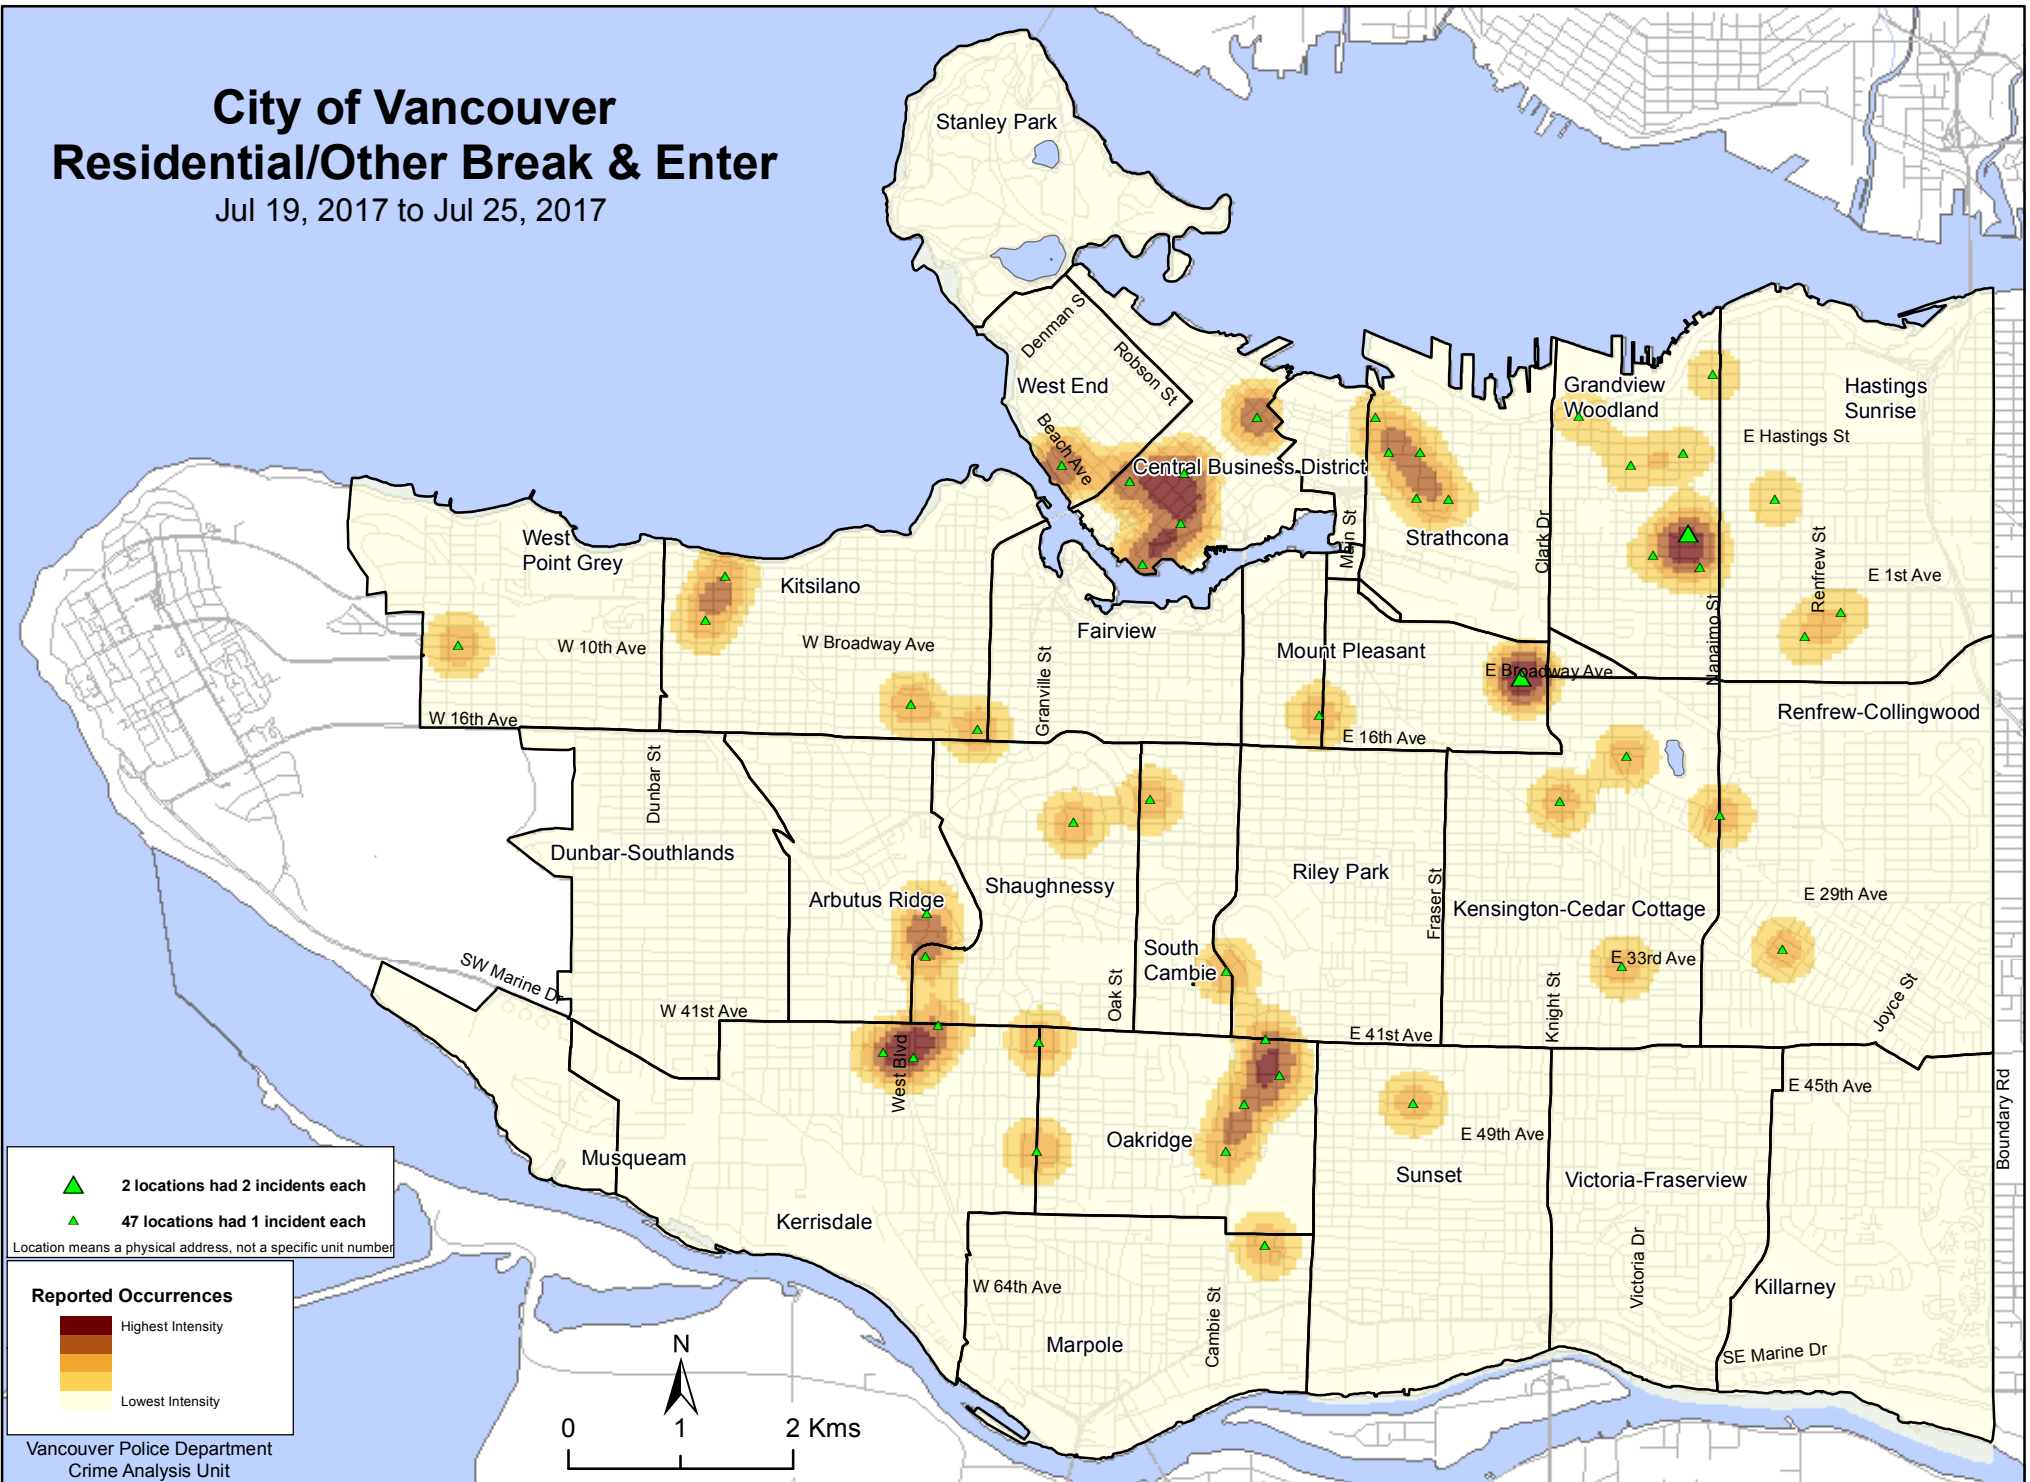 City of Vancouver
Residential/Other Break & Enter
Jul 19, 2017 to Jul 25, 2017
Stanley Park
Denman S
Robson St
West End
Beach Ave
Central Business District
Main St
Strathcona
Clark Dr
Grandview
Woodland
Hastings
Sunrise
E Hastings St
Renfrew St
E 1st Ave
Nanaimo St
West
Point Grey
Kitsilano
W 10th Ave
W Broadway Ave
Fairview
Granville St
Mount Pleasant
E Broadway Ave
W 16th Ave
E 16th Ave
Renfrew-Collingwood
Dunbar St
Dunbar-Southlands
Arbutus Ridge
Shaughnessy
Riley Park
Fraser St
Kensington-Cedar Cottage
E 29th Ave
South
Cambie
E 33rd Ave
SW Marine Dr
W 41st Ave
Oak St
Knight St
Joyce St
E 41st Ave
West Blvd
E 45th Ave
Boundary Rd
E 49th Ave
Oakridge
Musqueam
Sunset
Victoria-Fraserview
Kerrisdale
W 64th Ave
Cambie St
Victoria Dr
Killarney
Marpole
SE Marine Dr
2 locations had 2 incidents each
47 locations had 1 incident each
Location means a physical address, not a specific unit number
Reported Occurrences
Highest Intensity
Lowest Intensity
Vancouver Police Department
Crime Analysis Unit
N
0 1 2 Kms